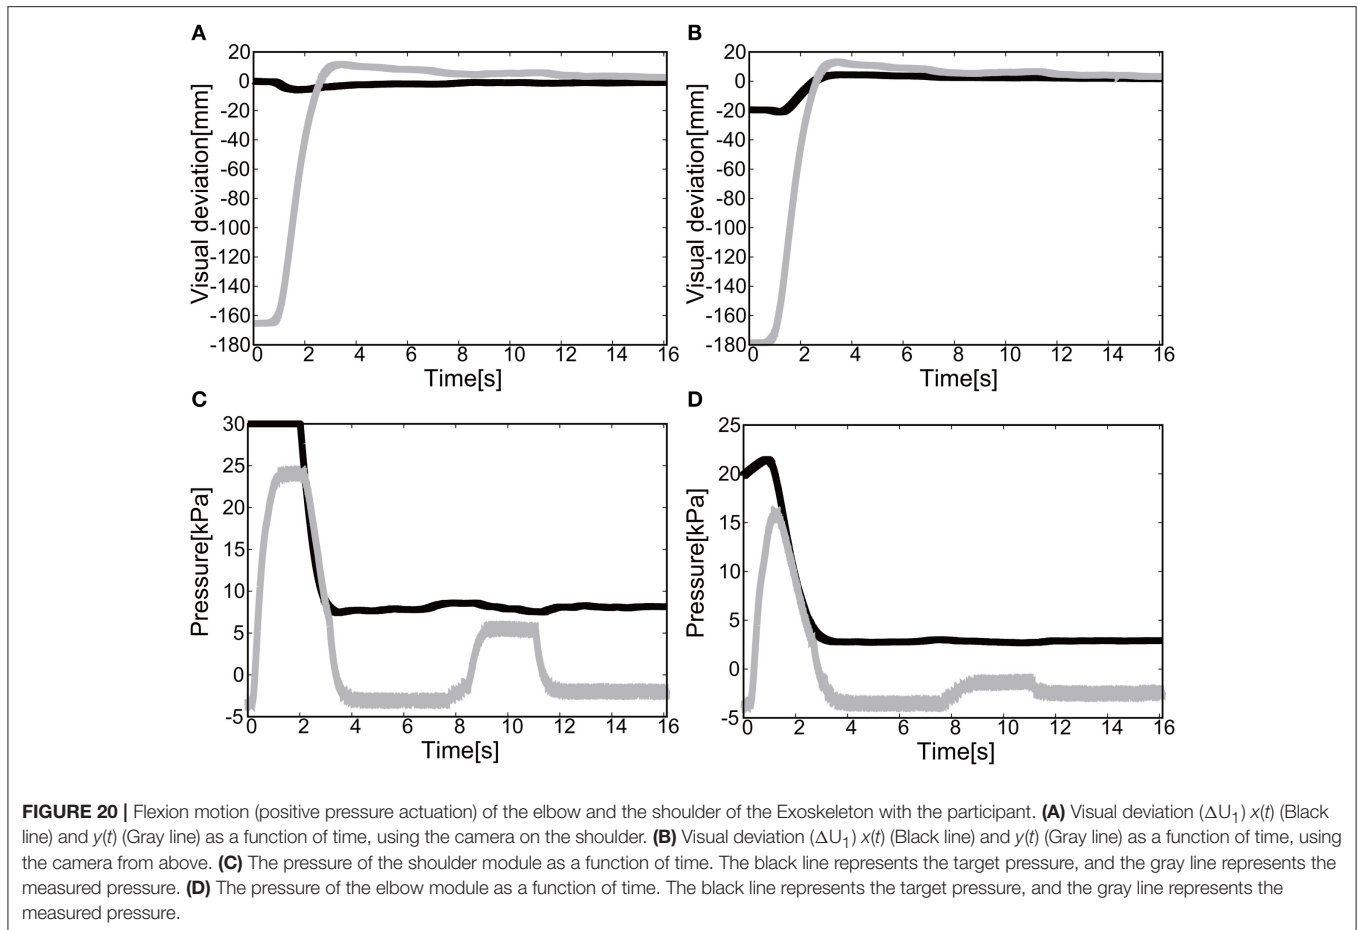 A
20
0
-20
-40
-60
-80
-100
-120
-140
-160
-180
Visual deviation[mm]
0 2 4 6 8 10 12 14 16
Time[s]
B
20
0
-20
-40
-60
-80
-100
-120
-140
-160
-180
Visual deviation[mm]
0 2 4 6 8 10 12 14 16
Time[s]
C
30
25
20
15
10
5
0
-5
Pressure[kPa]
0 2 4 6 8 10 12 14 16
Time[s]
D
25
20
15
10
5
0
-5
Pressure[kPa]
0 2 4 6 8 10 12 14 16
Time[s]
FIGURE 20 | Flexion motion (positive pressure actuation) of the elbow and the shoulder of the Exoskeleton with the participant. (A) Visual deviation (ΔU₁) x(t) (Black
line) and y(t) (Gray line) as a function of time, using the camera on the shoulder. (B) Visual deviation (ΔU₁) x(t) (Black line) and y(t) (Gray line) as a function of time, using
the camera from above. (C) The pressure of the shoulder module as a function of time. The black line represents the target pressure, and the gray line represents the
measured pressure. (D) The pressure of the elbow module as a function of time. The black line represents the target pressure, and the gray line represents the
measured pressure.